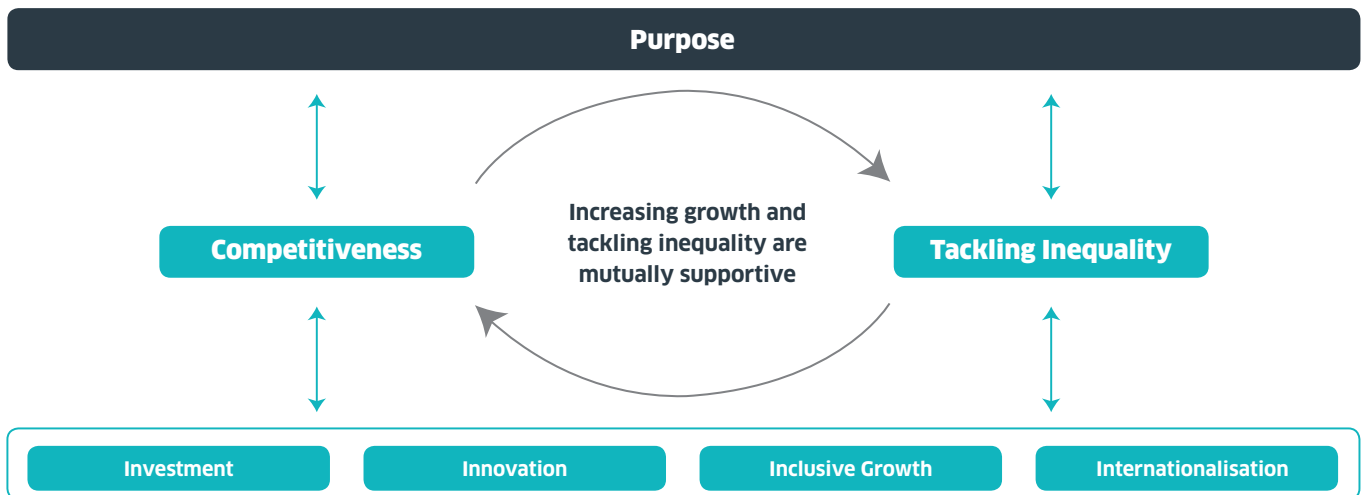 Purpose
Increasing growth and
tackling inequality are
mutually supportive
Competitiveness
Tackling Inequality
Investment
Innovation
Inclusive Growth
Internationalisation